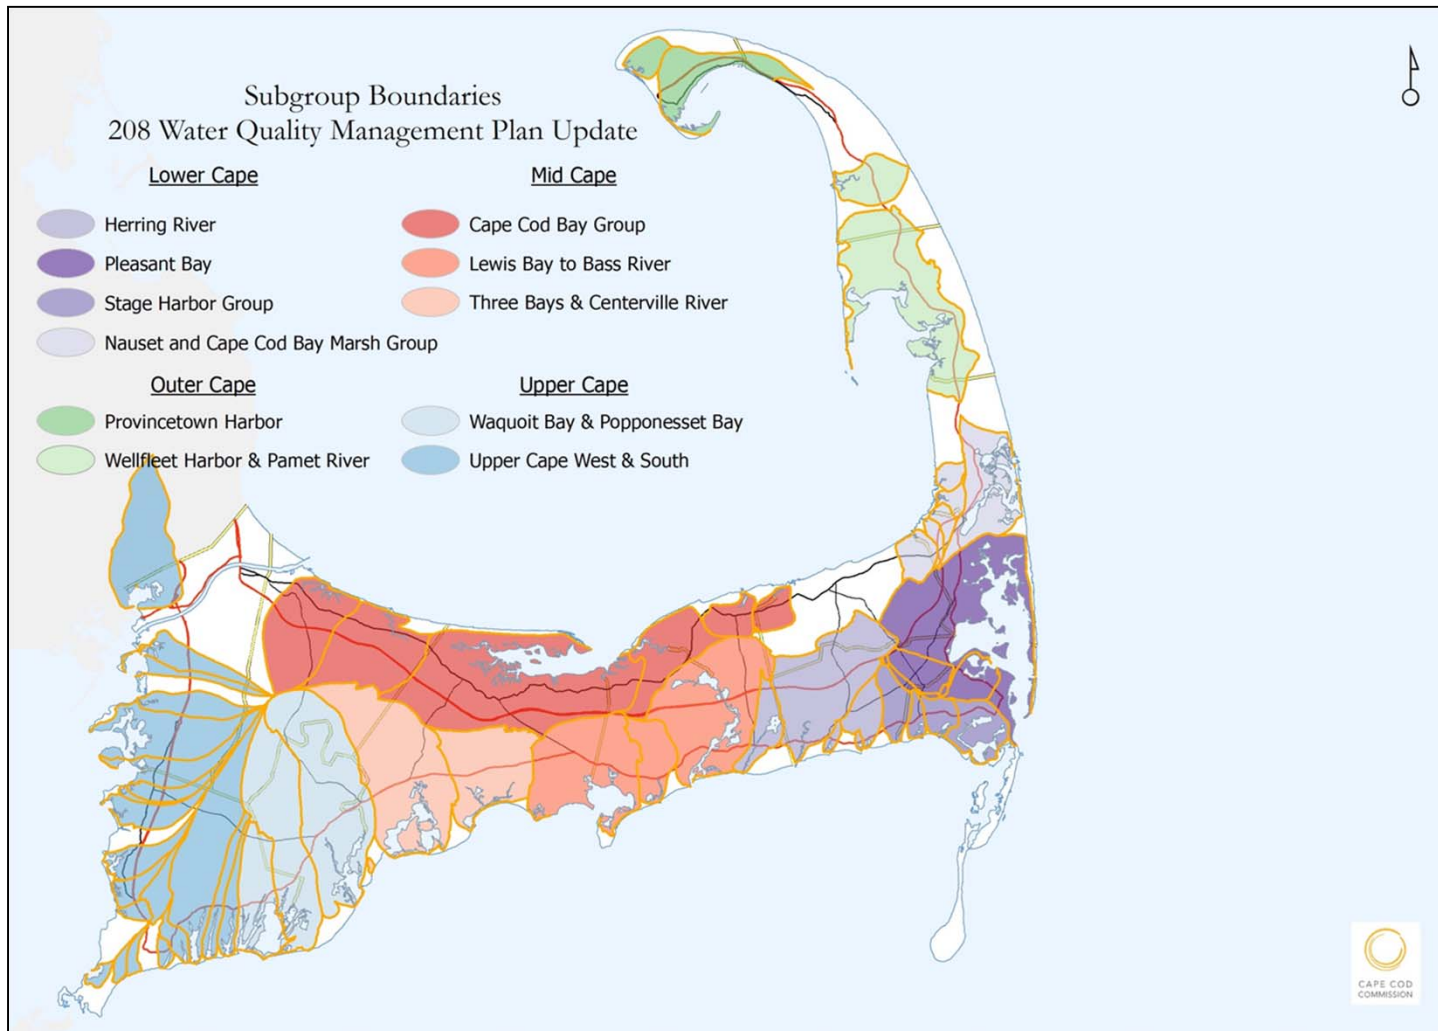 Subgroup Boundaries
208 Water Quality Management Plan Update
Lower Cape
Herring River
Pleasant Bay
Stage Harbor Group
Nauset and Cape Cod Bay Marsh Group
Mid Cape
Cape Cod Bay Group
Lewis Bay to Bass River
Three Bays & Centerville River
Outer Cape
Provincetown Harbor
Wellfleet Harbor & Pamet River
Upper Cape
Waquoit Bay & Popponesset Bay
Upper Cape West & South
CAPE COD
COMMISSION